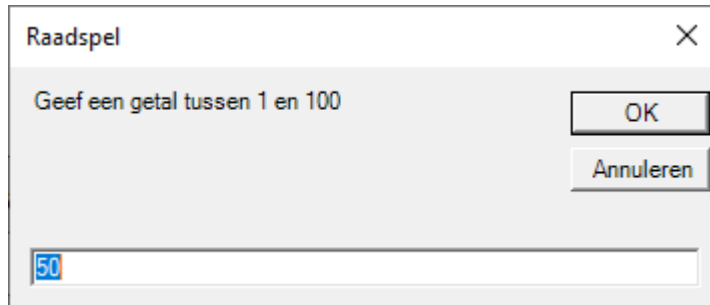 Raadspel
Geef een getal tussen 1 en 100
OK
Annuleren
50